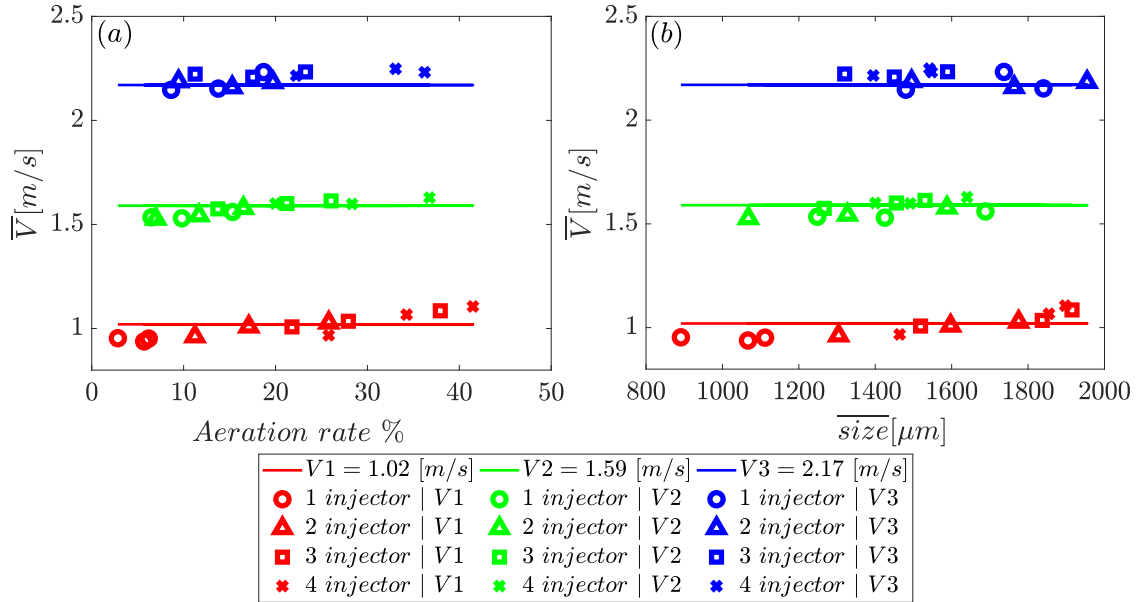 (a)
2.5
2
1.5
1
V̅[m/s]
0 10 20 30 40 50
Aeration rate %
(b)
2.5
2
1.5
1
V̅[m/s]
800 1000 1200 1400 1600 1800 2000
s̅i̅z̅e̅[μm]
V1 = 1.02 [m/s] V2 = 1.59 [m/s] V3 = 2.17 [m/s]
1 injector | V1 1 injector | V2 1 injector | V3
2 injector | V1 2 injector | V2 2 injector | V3
3 injector | V1 3 injector | V2 3 injector | V3
4 injector | V1 4 injector | V2 4 injector | V3